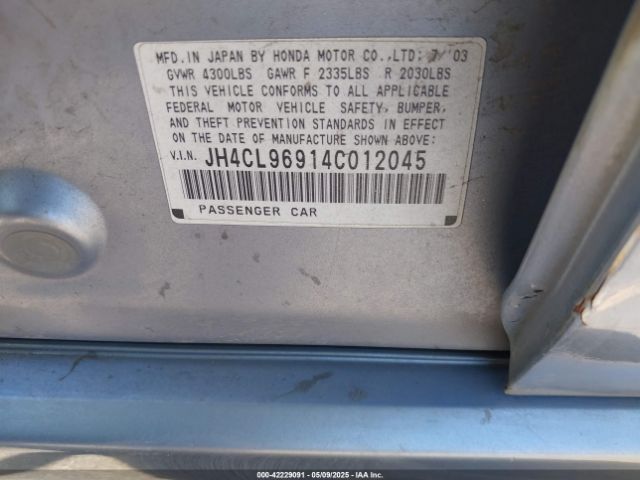 MFD. IN JAPAN BY HONDA MOTOR CO., LTD: 7/03
GVWR 4300LBS GAWR F 2335LBS R 2030LBS
THIS VEHICLE CONFORMS TO ALL APPLICABLE
FEDERAL MOTOR VEHICLE SAFETY, BUMPER,
AND THEFT PREVENTION STANDARDS IN EFFECT
ON THE DATE OF MANUFACTURE SHOWN ABOVE:
V.I.N. JH4CL96914C012045
PASSENGER CAR
© 000-42229091 - 05/09/2025 - IAA Inc.